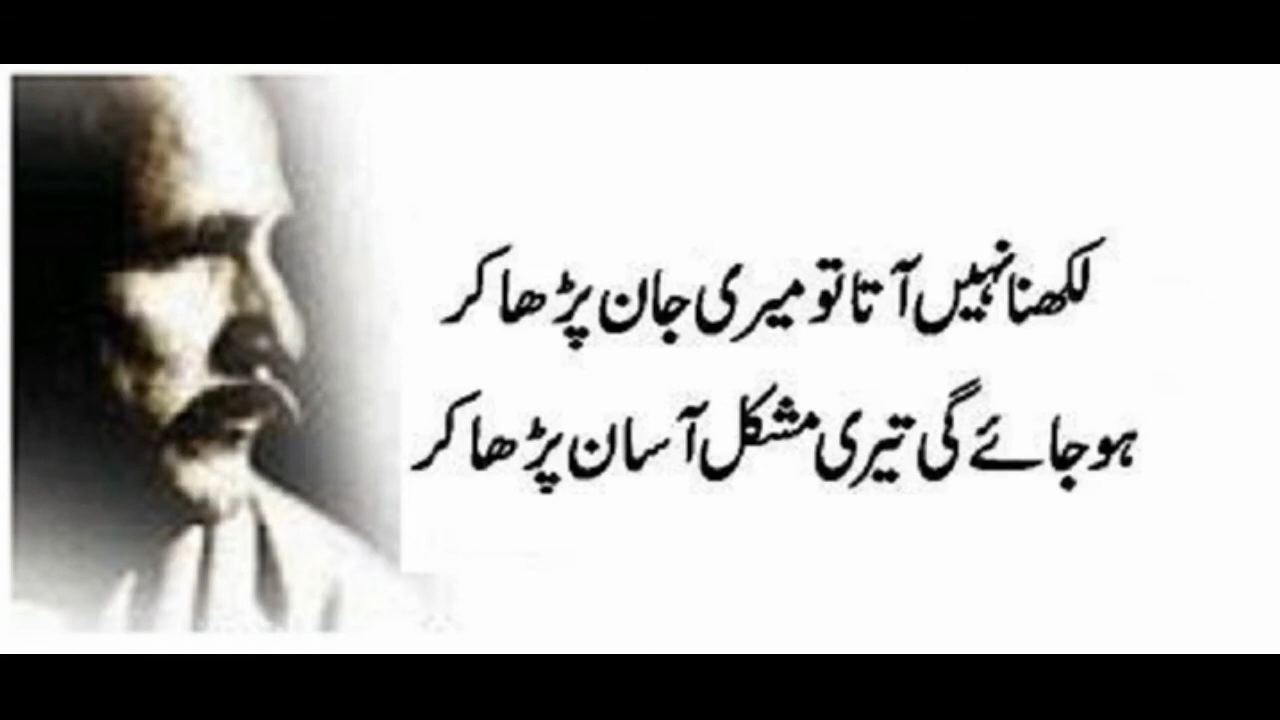 لکھنا نہیں آتا تو میری جان پڑھا کر
ہو جائے گی تیری مشکل آسان پڑھا کر